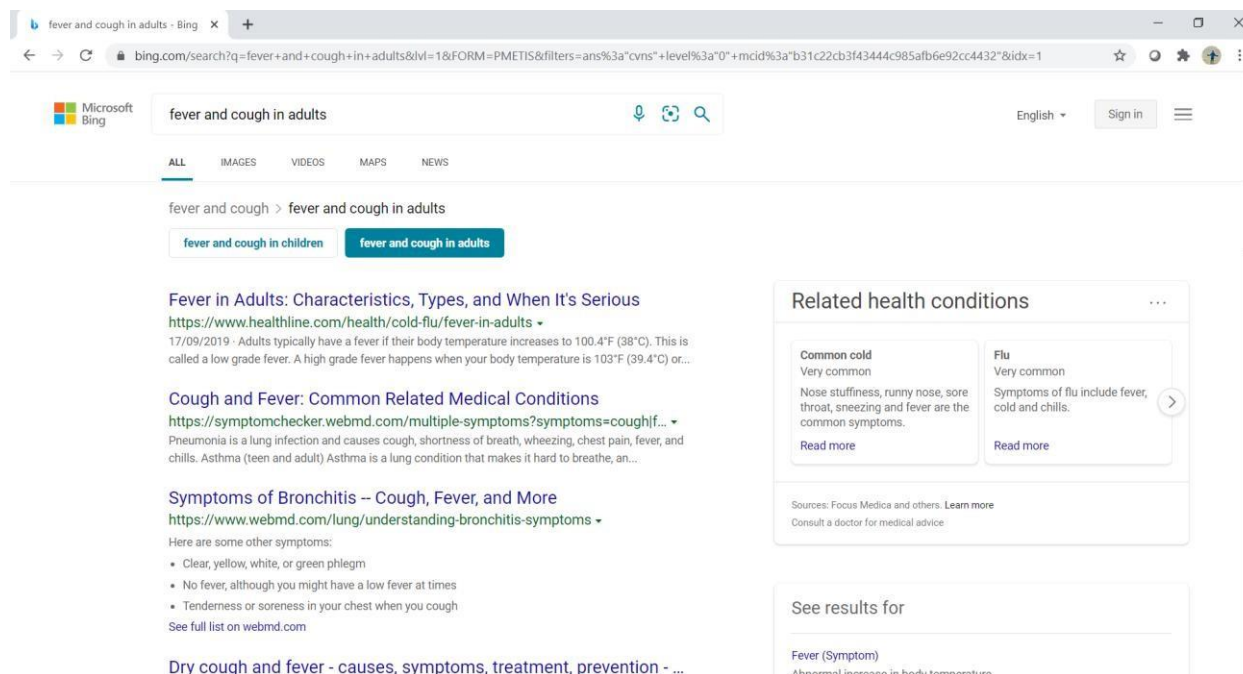 fever and cough in adults - Bing
bing.com/search?q=fever+and+cough+in+adults&lvl=1&FORM=PMETIS&filters=ans%3a"cvns"+level%3a"0"+mcid%3a"b31c22cb3f43444c985afb6e92cc4432"&idx=1
Microsoft
Bing
fever and cough in adults
English
Sign in
ALL IMAGES VIDEOS MAPS NEWS
fever and cough > fever and cough in adults
fever and cough in children fever and cough in adults
Fever in Adults: Characteristics, Types, and When It's Serious
https://www.healthline.com/health/cold-flu/fever-in-adults
17/09/2019 · Adults typically have a fever if their body temperature increases to 100.4°F (38°C). This is
called a low grade fever. A high grade fever happens when your body temperature is 103°F (39.4°C) or...
Cough and Fever: Common Related Medical Conditions
https://symptomchecker.webmd.com/multiple-symptoms?symptoms=cough|f...
Pneumonia is a lung infection and causes cough, shortness of breath, wheezing, chest pain, fever, and
chills. Asthma (teen and adult) Asthma is a lung condition that makes it hard to breathe, an...
Symptoms of Bronchitis -- Cough, Fever, and More
https://www.webmd.com/lung/understanding-bronchitis-symptoms
Here are some other symptoms:
• Clear, yellow, white, or green phlegm
• No fever, although you might have a low fever at times
• Tenderness or soreness in your chest when you cough
See full list on webmd.com
Dry cough and fever - causes, symptoms, treatment, prevention - ...
Related health conditions
Common cold
Very common
Nose stuffiness, runny nose, sore
throat, sneezing and fever are the
common symptoms.
Read more
Flu
Very common
Symptoms of flu include fever,
cold and chills.
Read more
Sources: Focus Medica and others. Learn more
Consult a doctor for medical advice
See results for
Fever (Symptom)
Abnormal increase in body temperature